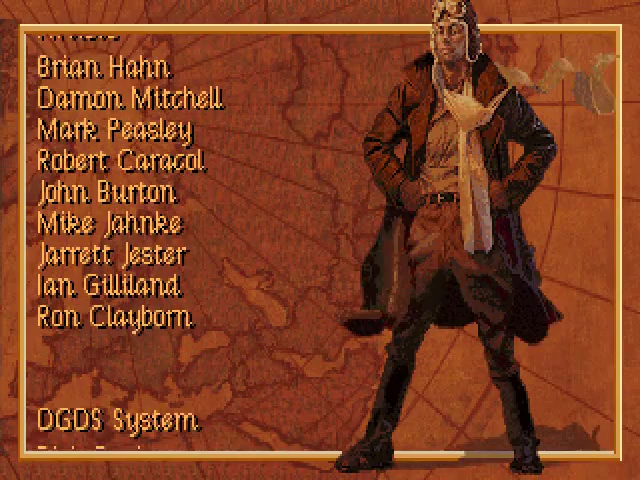 Brian Hahn
Damon Mitchell
Mark Peasley
Robert Caracol
John Burton
Mike Jahnke
Jarrett Jester
Ian Gilliland
Ron Clayborn
DGDS System